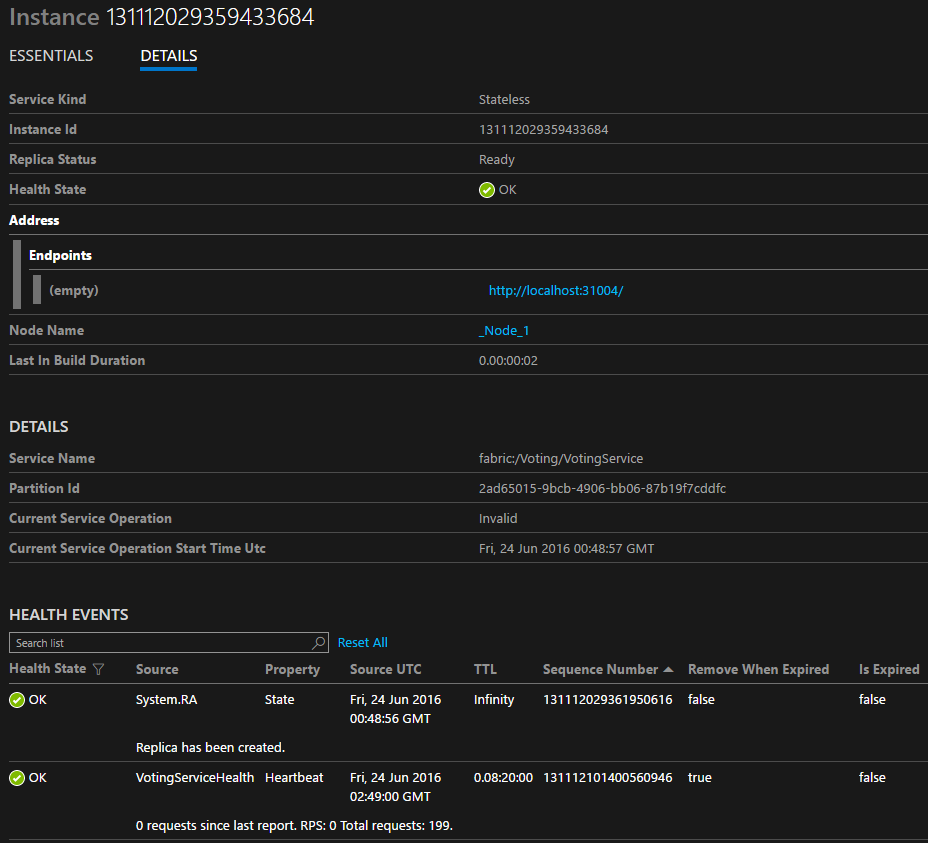 Instance 131112029359433684
ESSENTIALS DETAILS
Service Kind Stateless
Instance Id 131112029359433684
Replica Status Ready
Health State OK
Address
Endpoints
(empty) http://localhost:31004/
Node Name _Node_1
Last In Build Duration 0.00:00:02
DETAILS
Service Name fabric:/Voting/VotingService
Partition Id 2ad65015-9bcb-4906-bb06-87b19f7cddfc
Current Service Operation Invalid
Current Service Operation Start Time Utc Fri, 24 Jun 2016 00:48:57 GMT
HEALTH EVENTS
Search list Reset All
Health State Source Property Source UTC TTL Sequence Number Remove When Expired Is Expired
OK System.RA State Fri, 24 Jun 2016 Infinity 131112029361950616 false false
00:48:56 GMT
Replica has been created.
OK VotingServiceHealth Heartbeat Fri, 24 Jun 2016 0.08:20:00 131112101400560946 true false
02:49:00 GMT
0 requests since last report. RPS: 0 Total requests: 199.